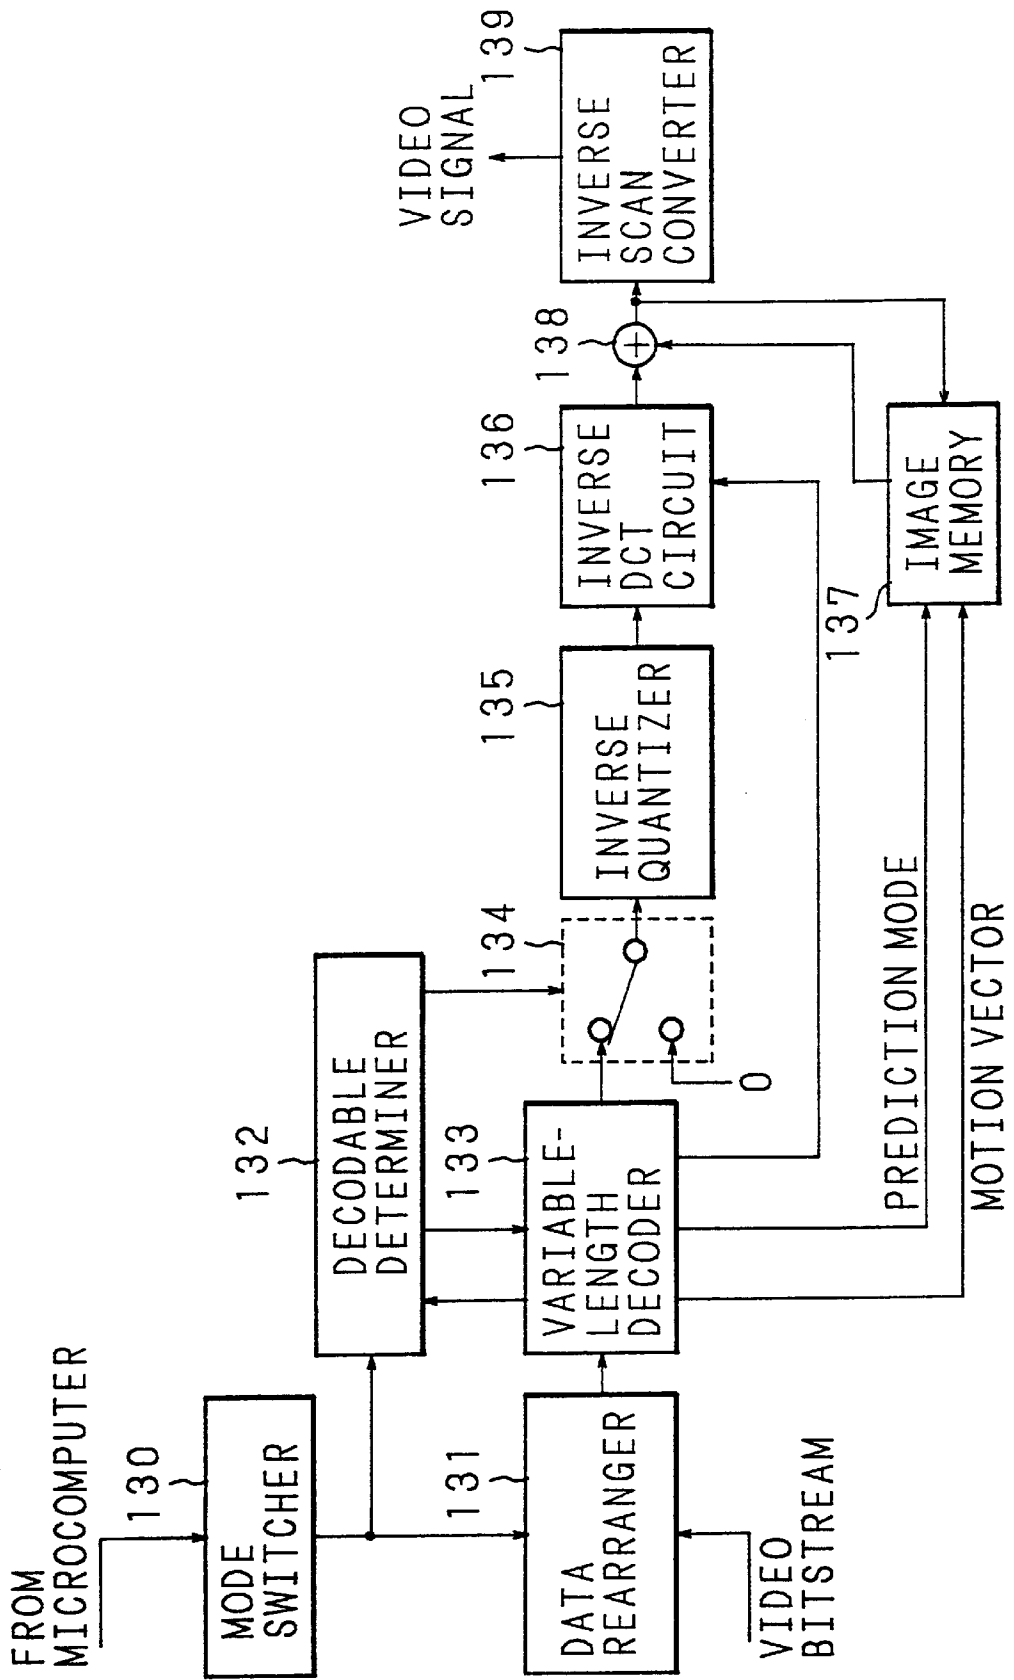 FROM
MICROCOMPUTER
130
MODE
SWITCHER
131
DATA
REARRANGER
VIDEO
BITSTREAM
132
DECODABLE
DETERMINER
133
VARIABLE-
LENGTH
DECODER
134
0
135
INVERSE
QUANTIZER
136
INVERSE
DCT
CIRCUIT
138
139
INVERSE
SCAN
CONVERTER
VIDEO
SIGNAL
137
IMAGE
MEMORY
PREDICTION MODE
MOTION VECTOR